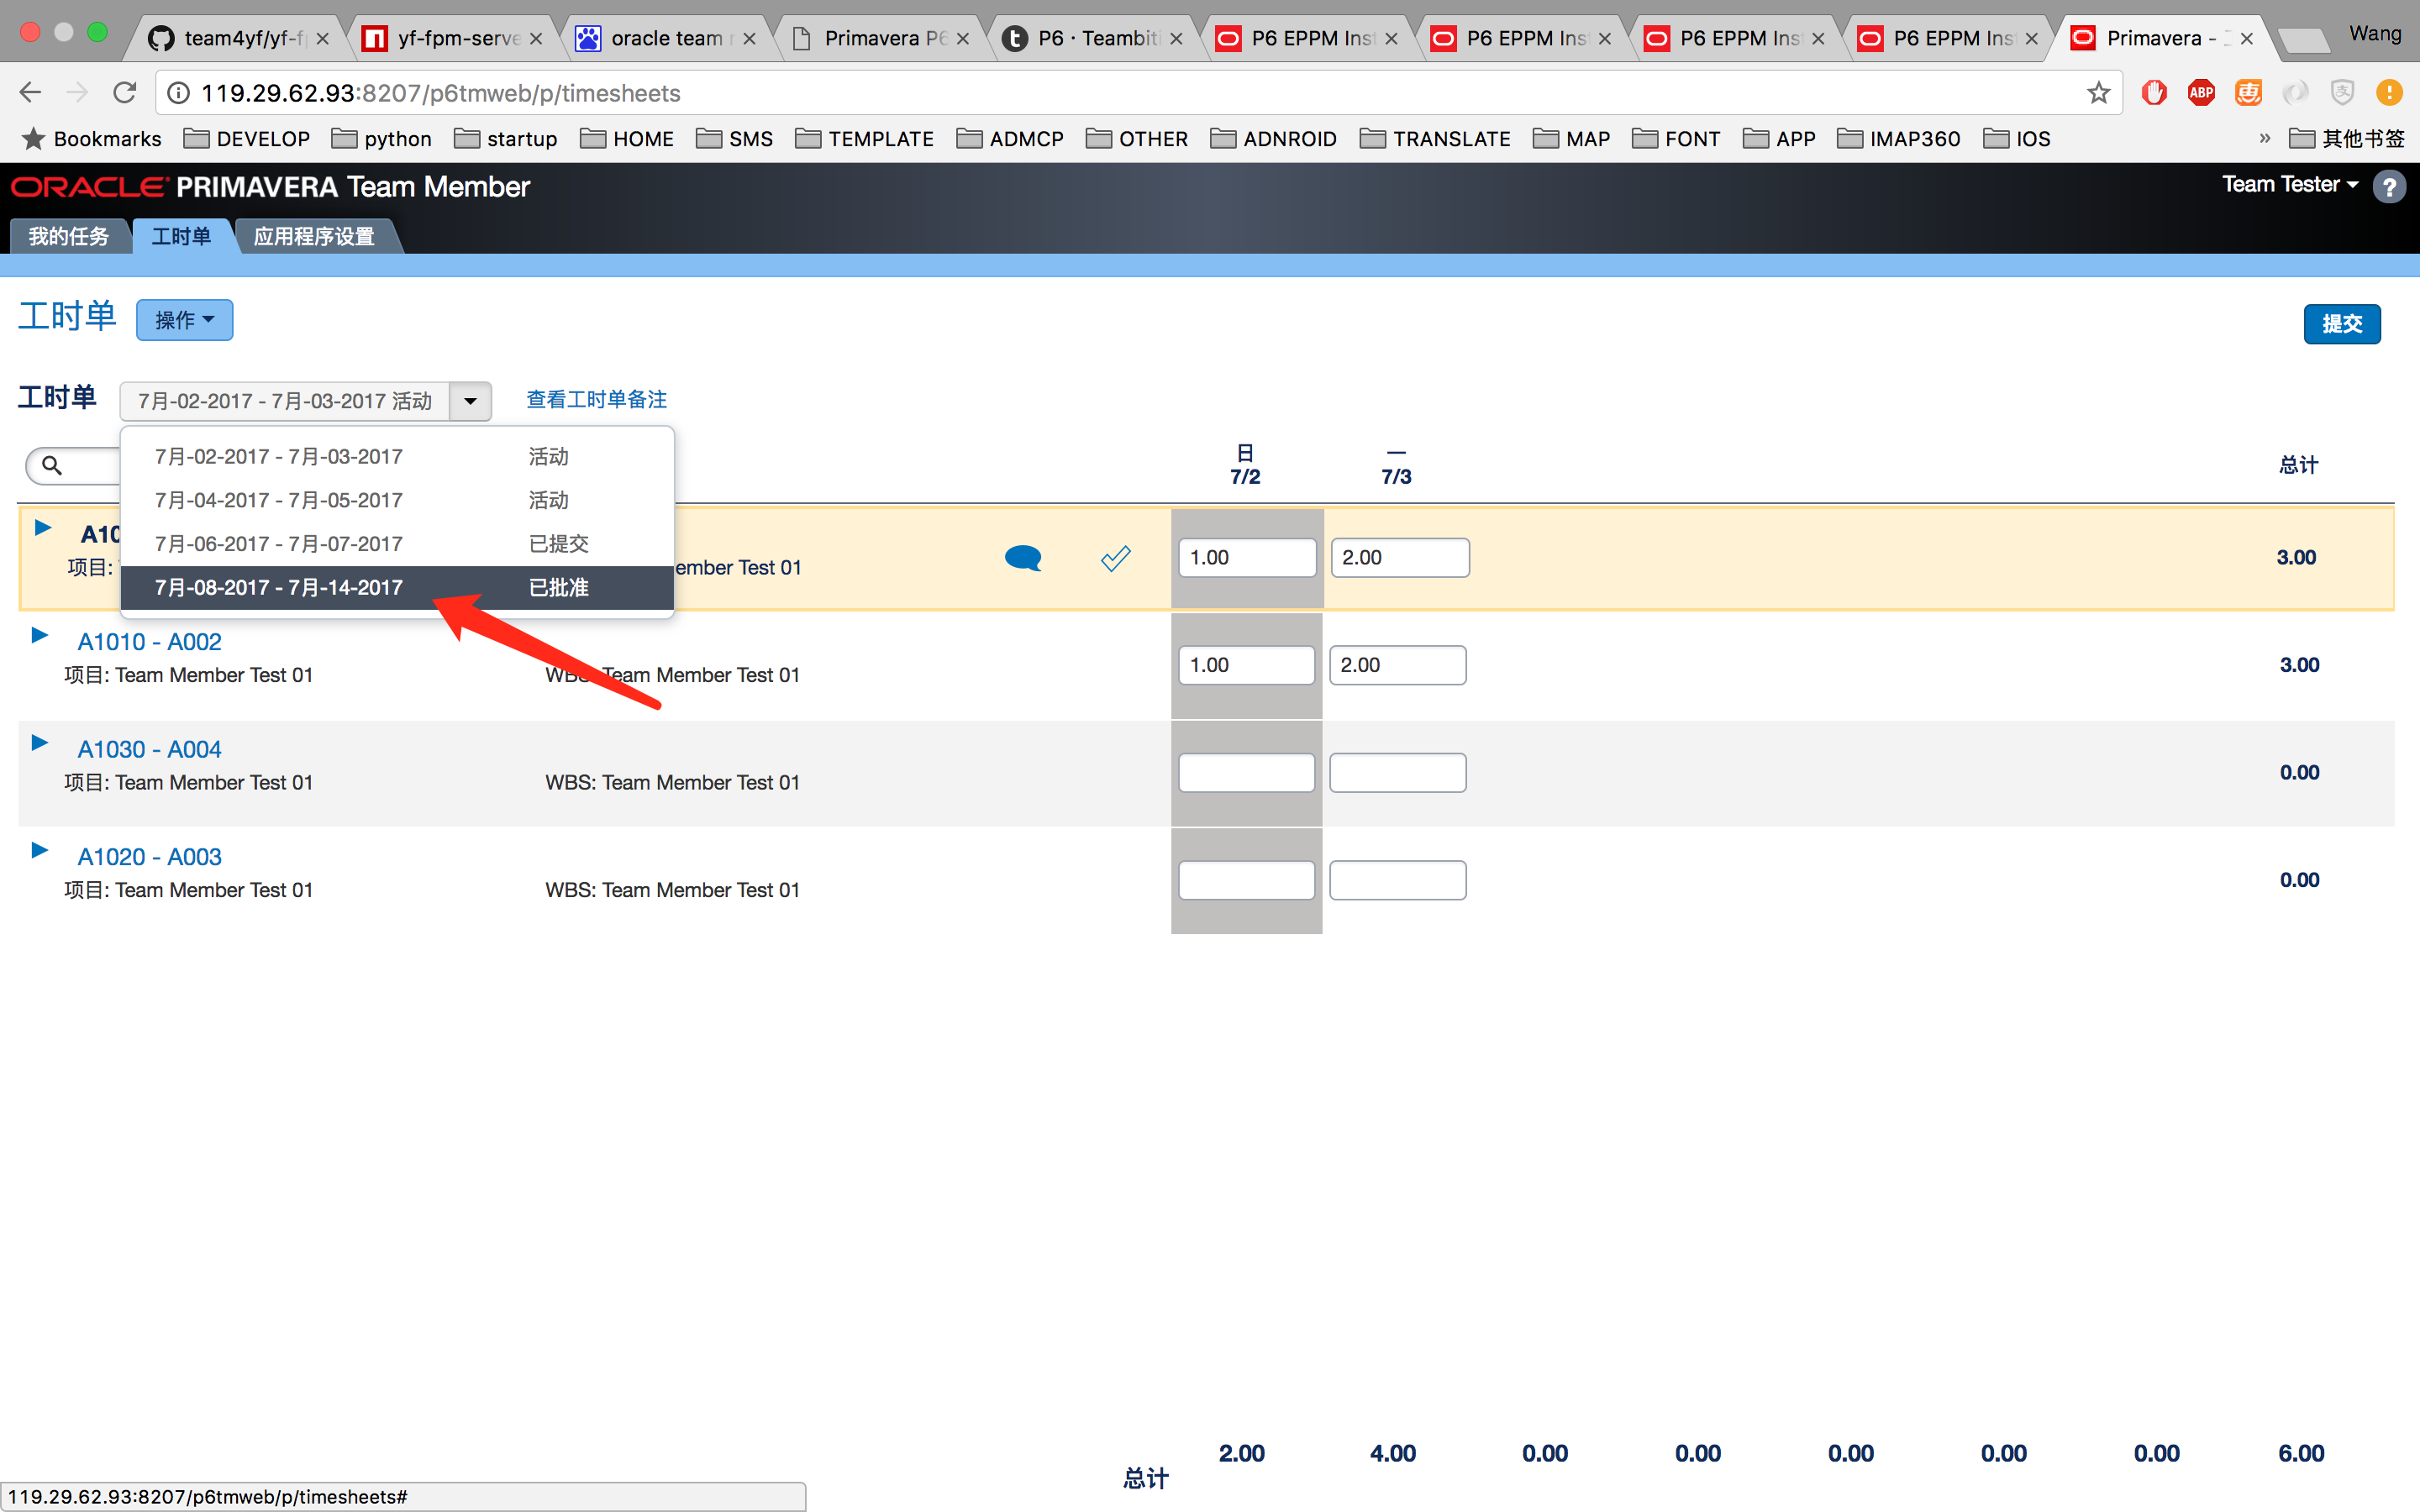 team4yf/yf-f
yf-fpm-serve
oracle team
Primavera P6
P6 · Teambiti
P6 EPPM Inst
P6 EPPM Inst
P6 EPPM Inst
P6 EPPM Inst
Primavera -
Wang
119.29.62.93:8207/p6tmweb/p/timesheets
ABP
惠
Bookmarks
DEVELOP
python
startup
HOME
SMS
TEMPLATE
ADMCP
OTHER
ADNROID
TRANSLATE
MAP
FONT
APP
IMAP360
IOS
»
其他书签
ORACLE PRIMAVERA Team Member
Team Tester
?
我的任务
工时单
应用程序设置
工时单
操作
提交
工时单
7月-02-2017 - 7月-03-2017 活动
查看工时单备注
7月-02-2017 - 7月-03-2017 活动
7月-04-2017 - 7月-05-2017 活动
7月-06-2017 - 7月-07-2017 已提交
7月-08-2017 - 7月-14-2017 已批准
日
7/2
一
7/3
总计
A10
项目:
ember Test 01
1.00
2.00
3.00
A1010 - A002
项目: Team Member Test 01
WBS: Team Member Test 01
1.00
2.00
3.00
A1030 - A004
项目: Team Member Test 01
WBS: Team Member Test 01
0.00
A1020 - A003
项目: Team Member Test 01
WBS: Team Member Test 01
0.00
总计
2.00
4.00
0.00
0.00
0.00
0.00
0.00
6.00
119.29.62.93:8207/p6tmweb/p/timesheets#